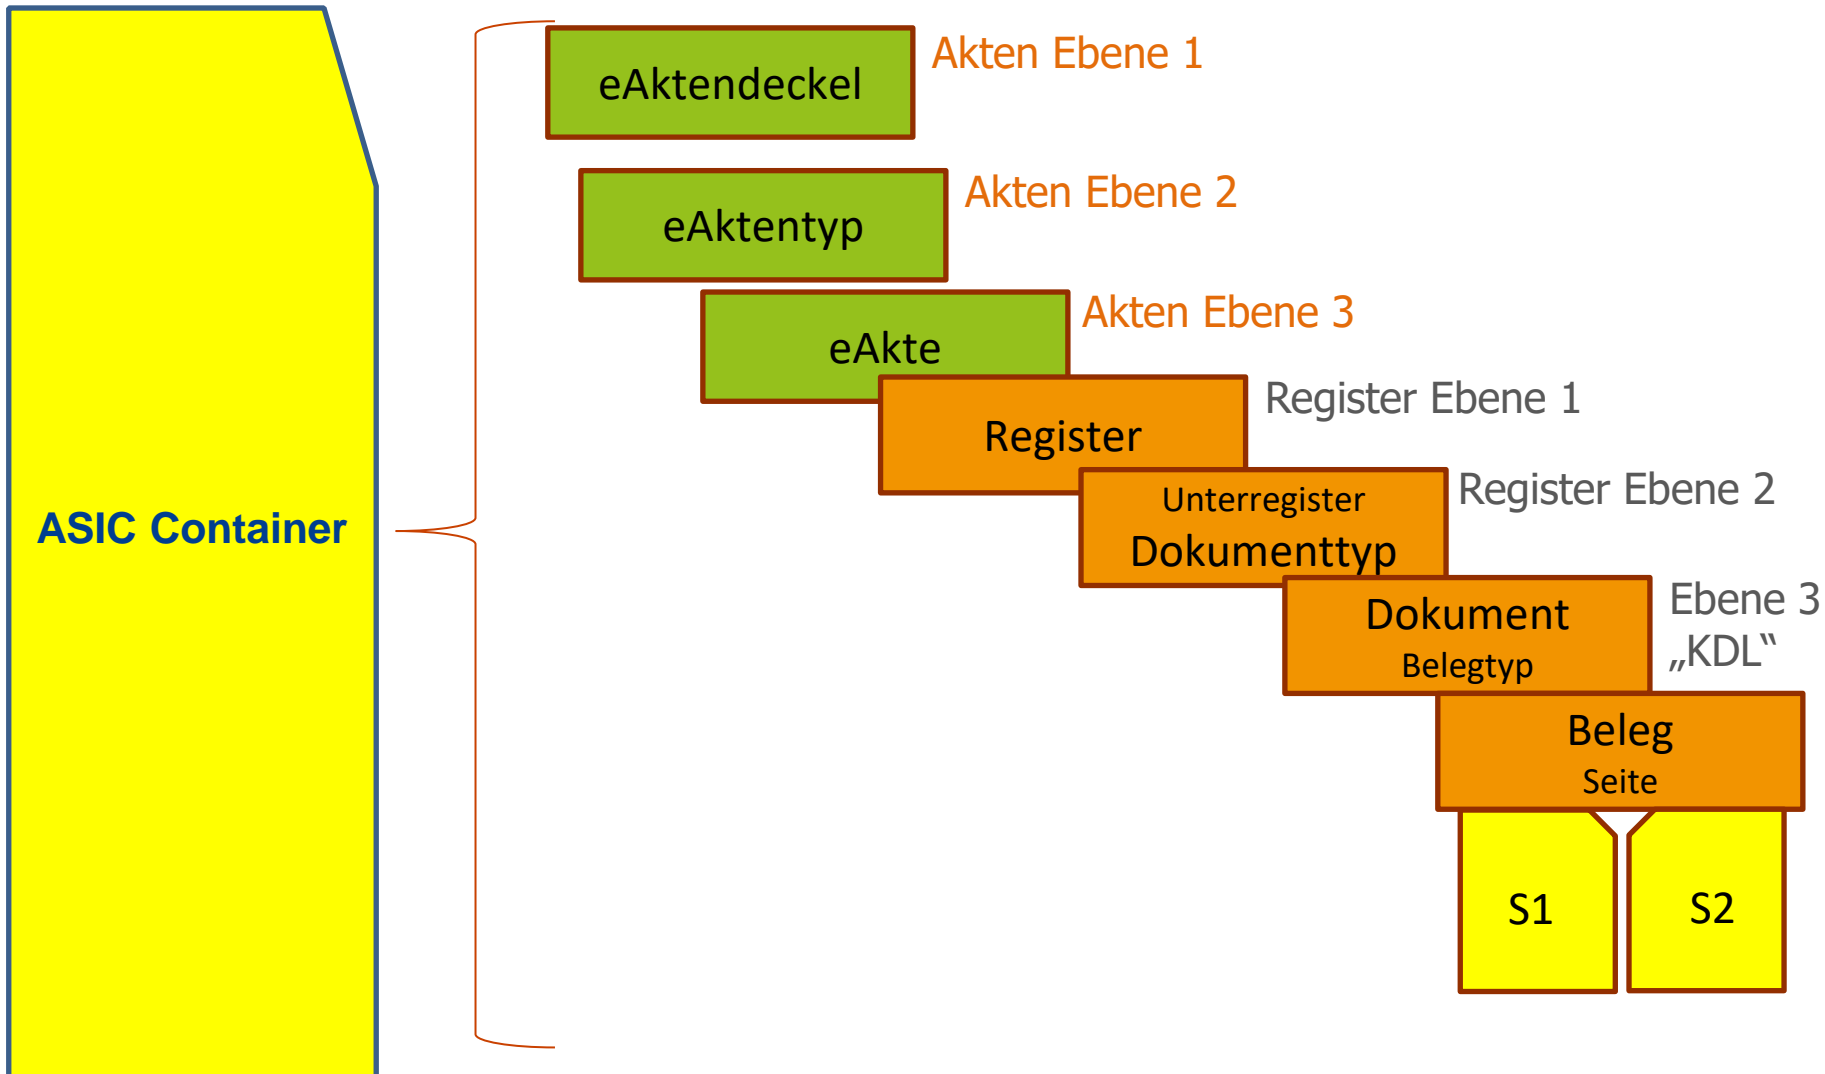 ASIC Container
eAktendeckel
Akten Ebene 1
eAktentyp
Akten Ebene 2
eAkte
Akten Ebene 3
Register
Register Ebene 1
Unterregister
Dokumenttyp
Register Ebene 2
Dokument
Belegtyp
Ebene 3
„KDL“
Beleg
Seite
S1
S2